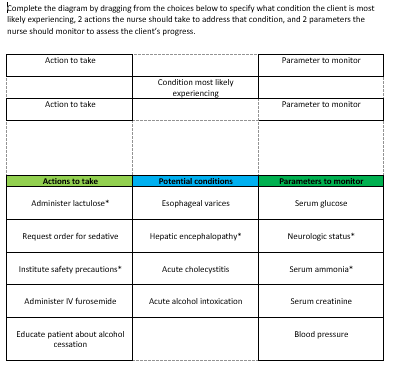 Complete the diagram by dragging from the choices below to specify what condition the client is most
likely experiencing, 2 actions the nurse should take to address that condition, and 2 parameters the
nurse should monitor to assess the client's progress.
Action to take
Parameter to monitor
Condition most likely
experiencing
Action to take
Parameter to monitor
Actions to take
Potential conditions
Parameters to monitor
Administer lactulose*
Esophageal varices
Serum glucose
Request order for sedative
Hepatic encephalopathy*
Neurologic status*
Institute safety precautions*
Acute cholecystitis
Serum ammonia*
Administer IV furosemide
Acute alcohol intoxication
Serum creatinine
Educate patient about alcohol
cessation
Blood pressure